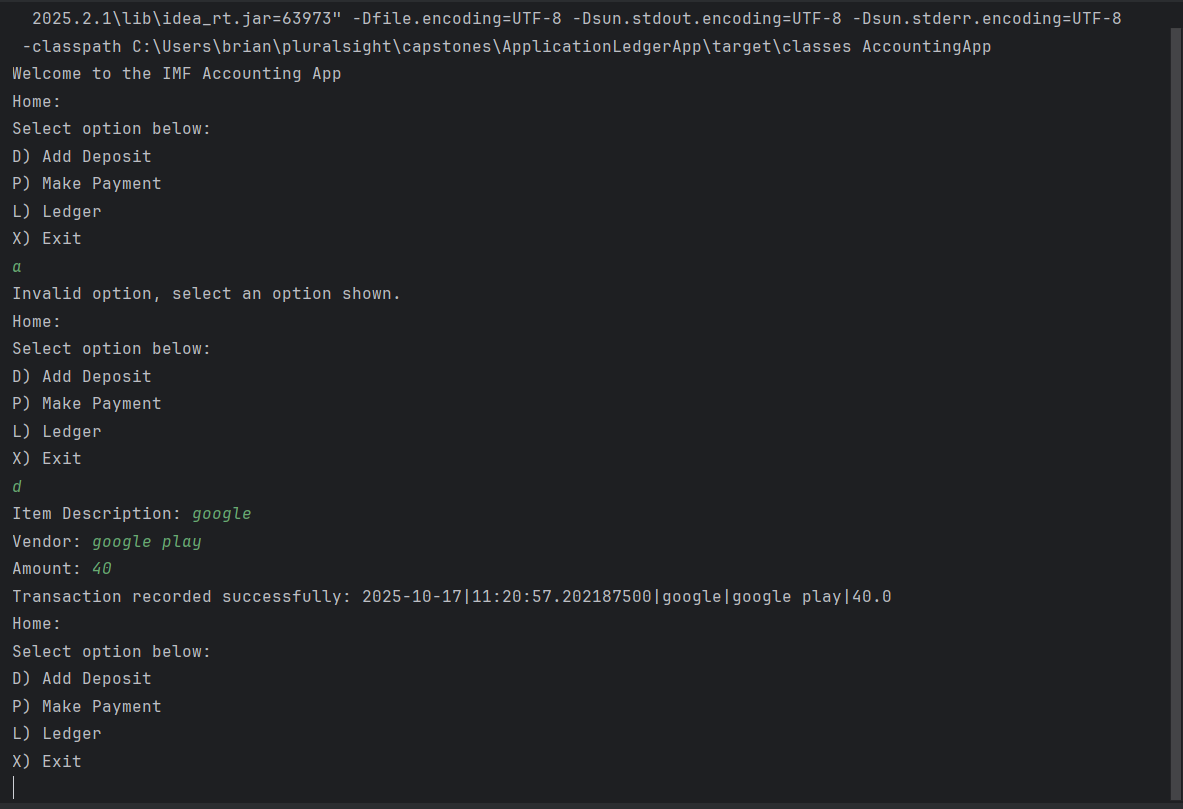 2025.2.1\lib\idea_rt.jar=63973" -Dfile.encoding=UTF-8 -Dsun.stdout.encoding=UTF-8 -Dsun.stderr.encoding=UTF-8
-classpath C:\Users\brian\pluralsight\capstones\ApplicationLedgerApp\target\classes AccountingApp
Welcome to the IMF Accounting App
Home:
Select option below:
D) Add Deposit
P) Make Payment
L) Ledger
X) Exit
a
Invalid option, select an option shown.
Home:
Select option below:
D) Add Deposit
P) Make Payment
L) Ledger
X) Exit
d
Item Description: google
Vendor: google play
Amount: 40
Transaction recorded successfully: 2025-10-17|11:20:57.202187500|google|google play|40.0
Home:
Select option below:
D) Add Deposit
P) Make Payment
L) Ledger
X) Exit